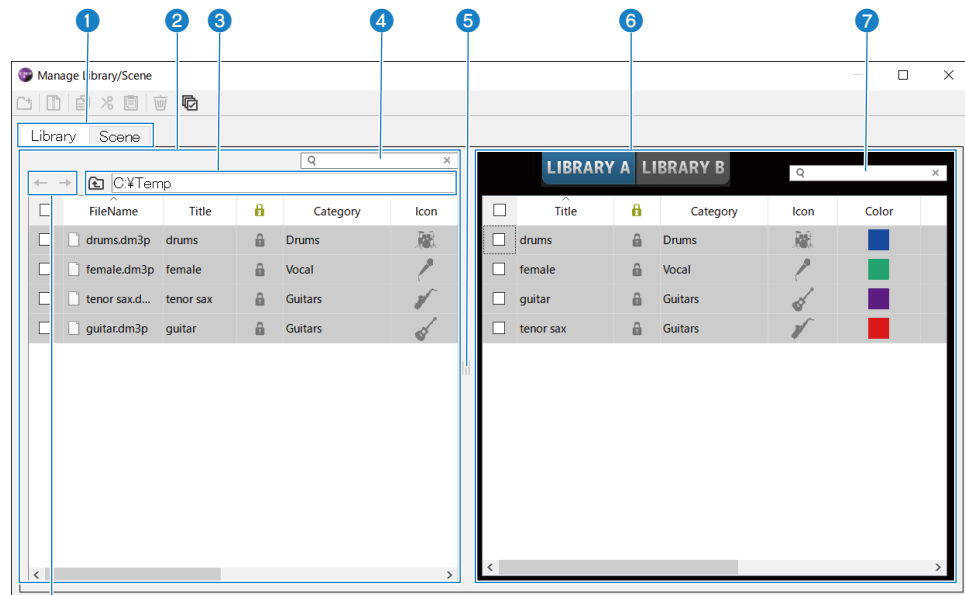 1 2 3 4 5 6 7
Manage Library/Scene
Library Scene
LIBRARY A LIBRARY B
C:¥Temp
FileName Title Category Icon
drums.dm3p drums Drums
female.dm3p female Vocal
tenor sax.d... tenor sax Guitars
guitar.dm3p guitar Guitars
Title Category Icon Color
drums Drums
female Vocal
guitar Guitars
tenor sax Guitars